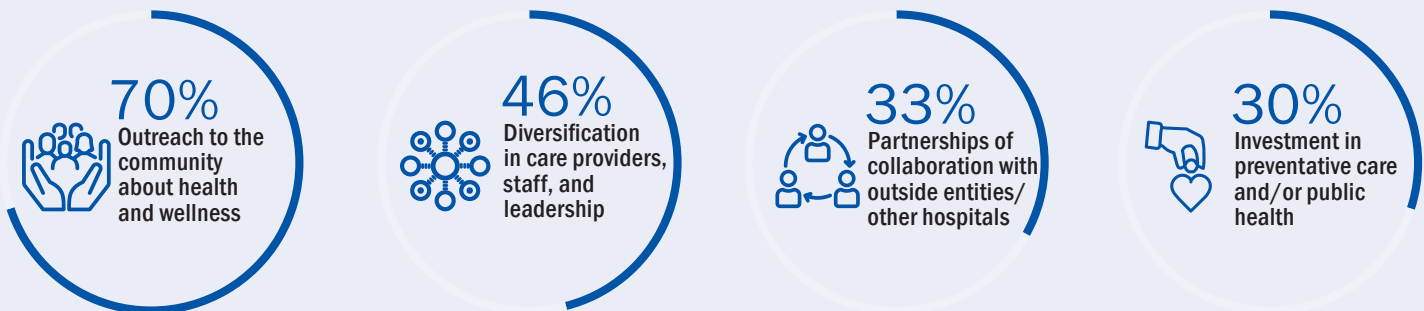 70%
Outreach to the
community
about health
and wellness
46%
Diversification
in care providers,
staff, and
leadership
33%
Partnerships of
collaboration with
outside entities/
other hospitals
30%
Investment in
preventative care
and/or public
health